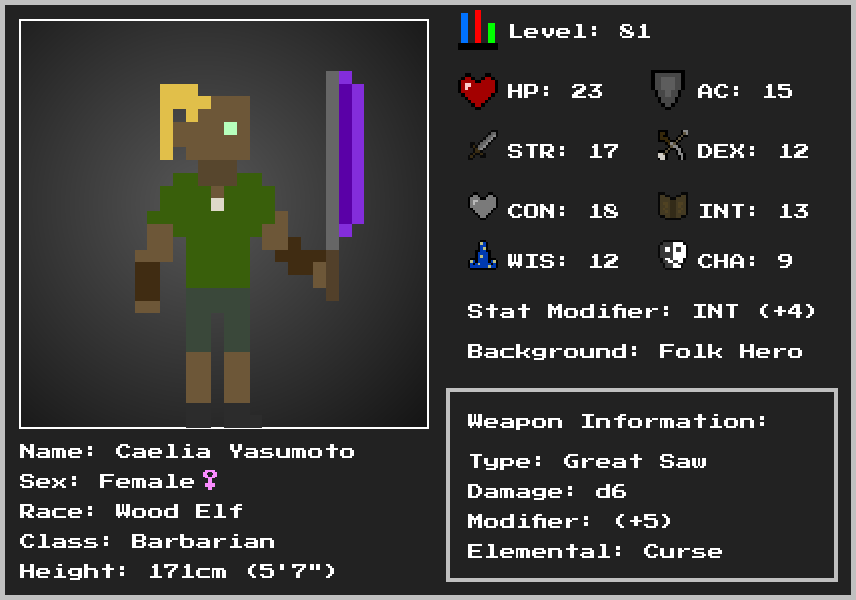 Level: 81
HP: 23
AC: 15
STR: 17
DEX: 12
CON: 18
INT: 13
WIS: 12
CHA: 9
Stat Modifier: INT (+4)
Background: Folk Hero
Weapon Information:
Type: Great Saw
Damage: d6
Modifier: (+5)
Elemental: Curse
Name: Caelia Yasumoto
Sex: Female♀
Race: Wood Elf
Class: Barbarian
Height: 171cm (5'7")